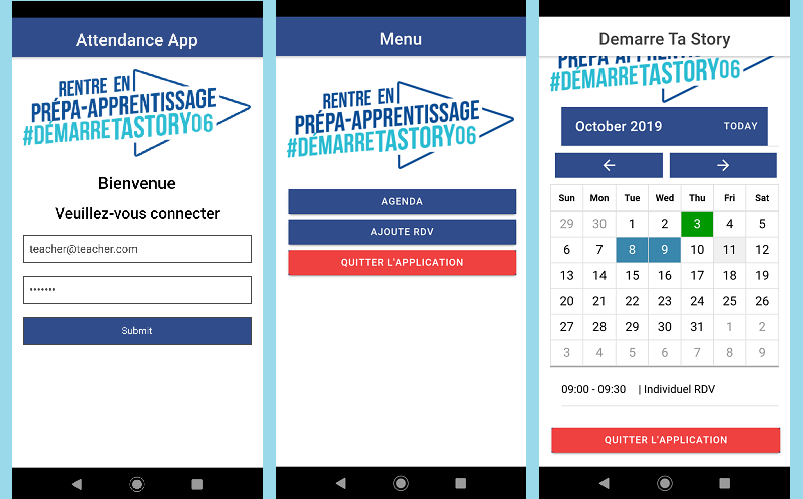 Attendance App
RENTRE EN
PRÉPA-APPRENTISSAGE
#DÉMARRETASTORY06
Bienvenue
Veuillez-vous connecter
teacher@teacher.com
•••••••
Submit
Menu
RENTRE EN
PRÉPA-APPRENTISSAGE
#DÉMARRETASTORY06
AGENDA
AJOUTE RDV
QUITTER L'APPLICATION
Demarre Ta Story
PRÉPA-APPRENTISSAGE
#DÉMARRETASTORY06
October 2019 TODAY
← →
Sun Mon Tue Wed Thu Fri Sat
29 30 1 2 3 4 5
6 7 8 9 10 11 12
13 14 15 16 17 18 19
20 21 22 23 24 25 26
27 28 29 30 31 1 2
3 4 5 6 7 8 9
09:00 - 09:30 | Individuel RDV
QUITTER L'APPLICATION